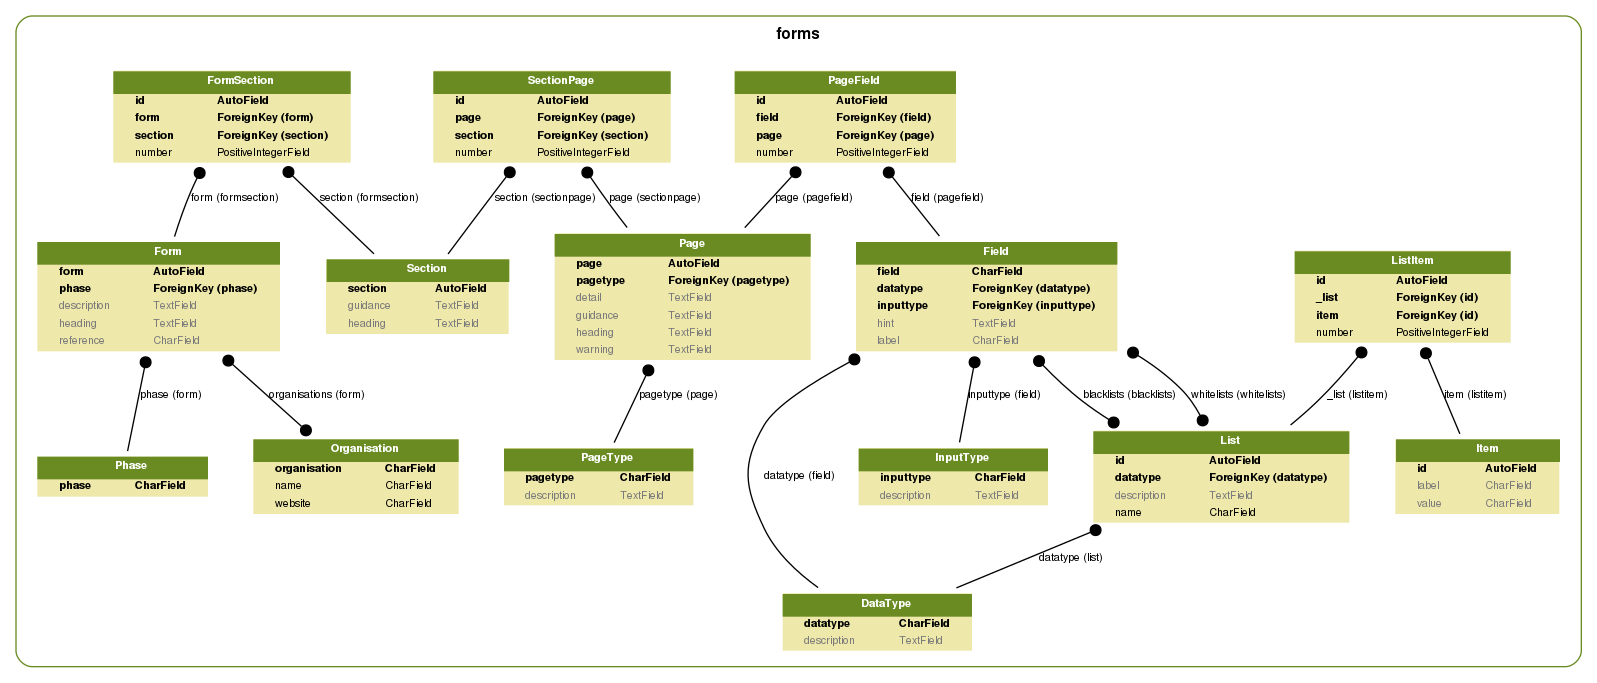 forms
FormSection
id AutoField
form ForeignKey (form)
section ForeignKey (section)
number PositiveIntegerField
SectionPage
id AutoField
page ForeignKey (page)
section ForeignKey (section)
number PositiveIntegerField
PageField
id AutoField
field ForeignKey (field)
page ForeignKey (page)
number PositiveIntegerField
form (formsection)
section (formsection)
section (sectionpage)
page (sectionpage)
page (pagefield)
field (pagefield)
Form
form AutoField
phase ForeignKey (phase)
description TextField
heading TextField
reference CharField
Section
section AutoField
guidance TextField
heading TextField
Page
page AutoField
pagetype ForeignKey (pagetype)
detail TextField
guidance TextField
heading TextField
warning TextField
Field
field CharField
datatype ForeignKey (datatype)
inputtype ForeignKey (inputtype)
hint TextField
label CharField
ListItem
id AutoField
_list ForeignKey (id)
item ForeignKey (id)
number PositiveIntegerField
phase (form)
organisations (form)
pagetype (page)
inputtype (field)
blacklists (blacklists)
whitelists (whitelists)
_list (listitem)
item (listitem)
datatype (field)
Phase
phase CharField
Organisation
organisation CharField
name CharField
website CharField
PageType
pagetype CharField
description TextField
InputType
inputtype CharField
description TextField
List
id AutoField
datatype ForeignKey (datatype)
description TextField
name CharField
Item
id AutoField
label CharField
value CharField
datatype (list)
DataType
datatype CharField
description TextField